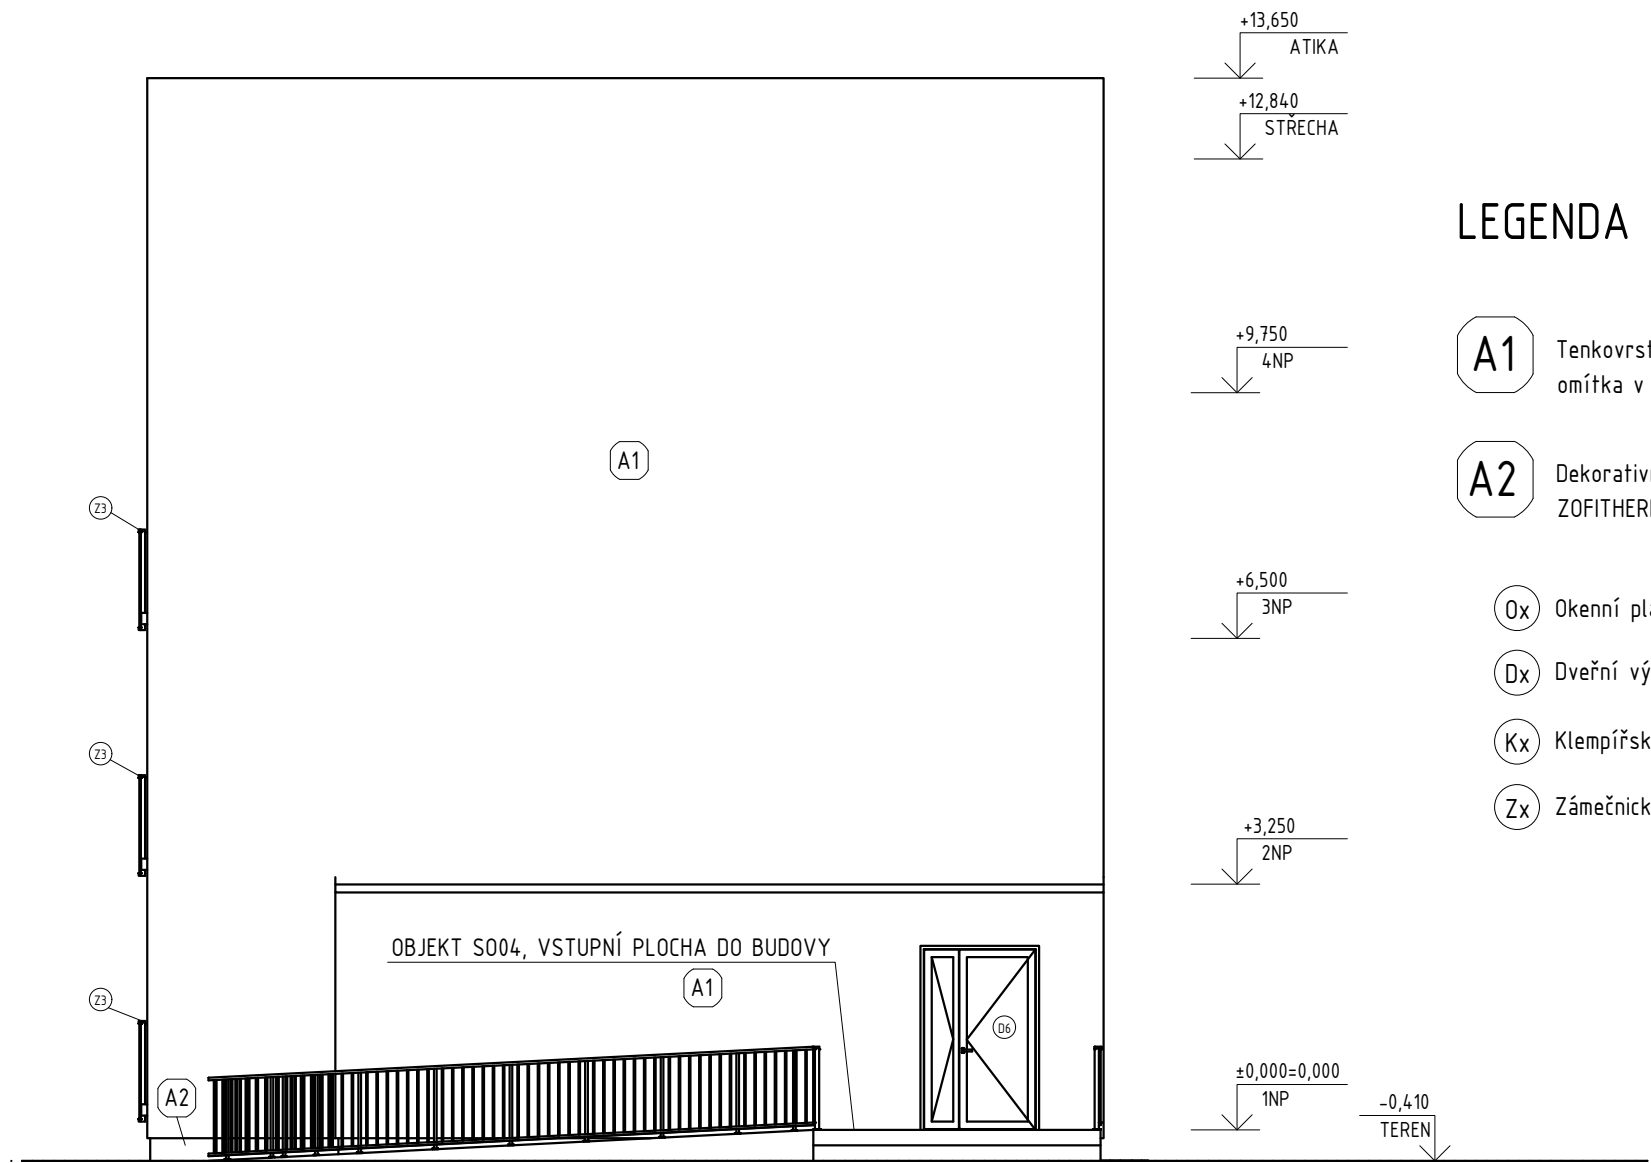 +13,650
ATIKA
+12,840
STŘECHA
LEGENDA
+9,750
4NP
A1
Tenkovrst
omítka v
A1
A2
Dekorativ
ZOFITHER
Z3
+6,500
3NP
Ox
Okenní pl
Dx
Dveřní vý
Z3
Kx
Klempířsk
Zx
Zámečnick
+3,250
2NP
OBJEKT SO04, VSTUPNÍ PLOCHA DO BUDOVY
A1
Z3
D6
±0,000=0,000
1NP
A2
-0,410
TEREN